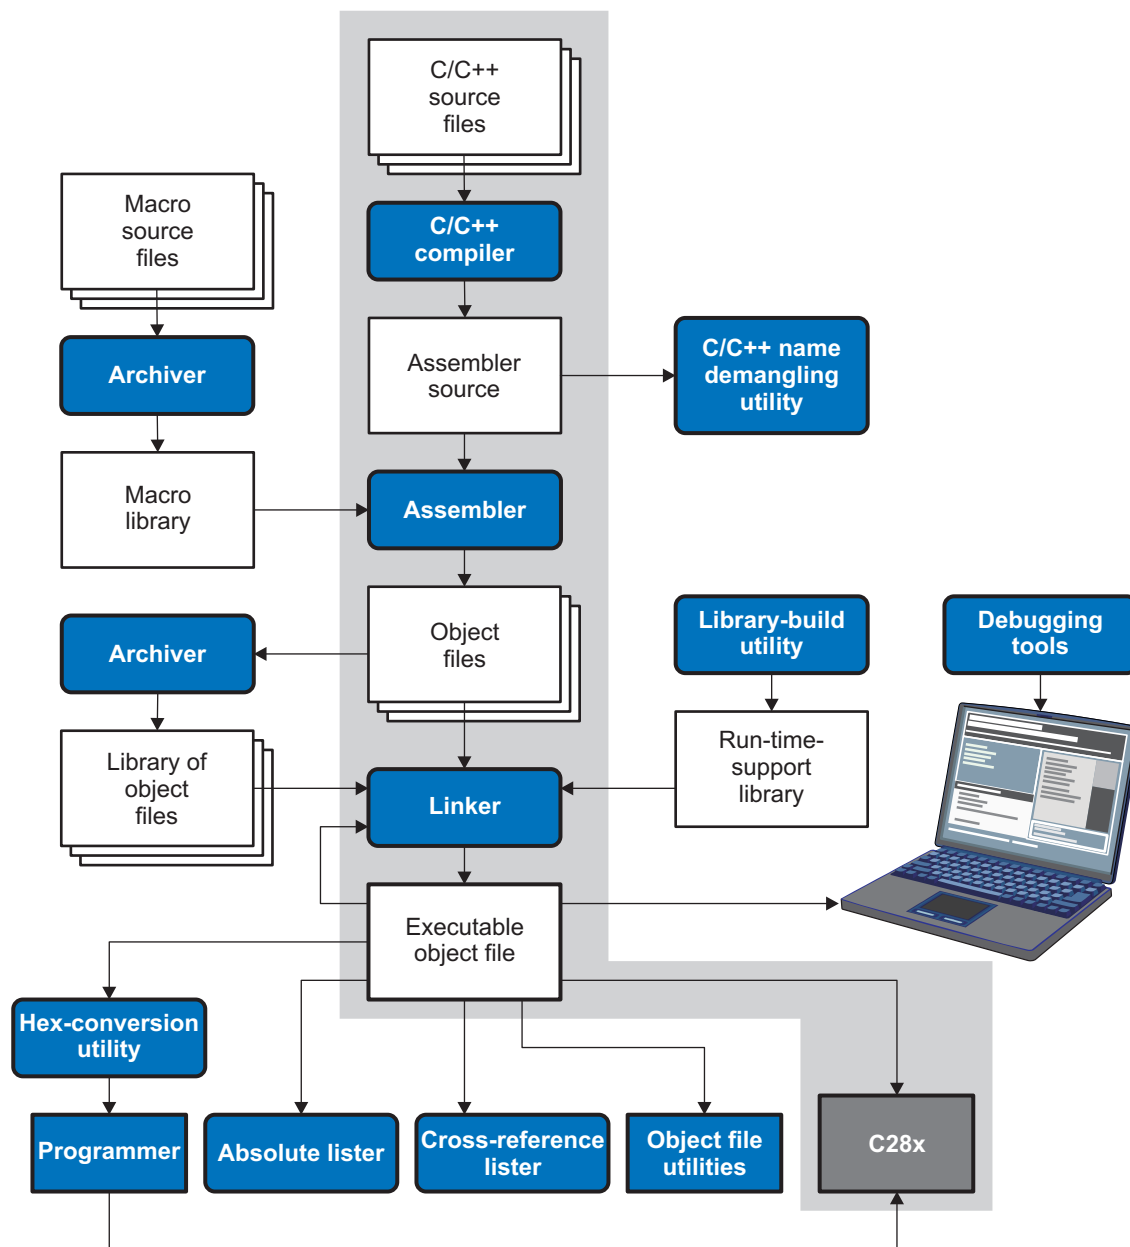 C/C++
source
files
Macro
source
files
C/C++
compiler
Archiver
Assembler
source
C/C++ name
demangling
utility
Macro
library
Assembler
Archiver
Object
files
Library-build
utility
Debugging
tools
Library of
object
files
Linker
Run-time-
support
library
Executable
object file
Hex-conversion
utility
Programmer
Absolute lister
Cross-reference
lister
Object file
utilities
C28x